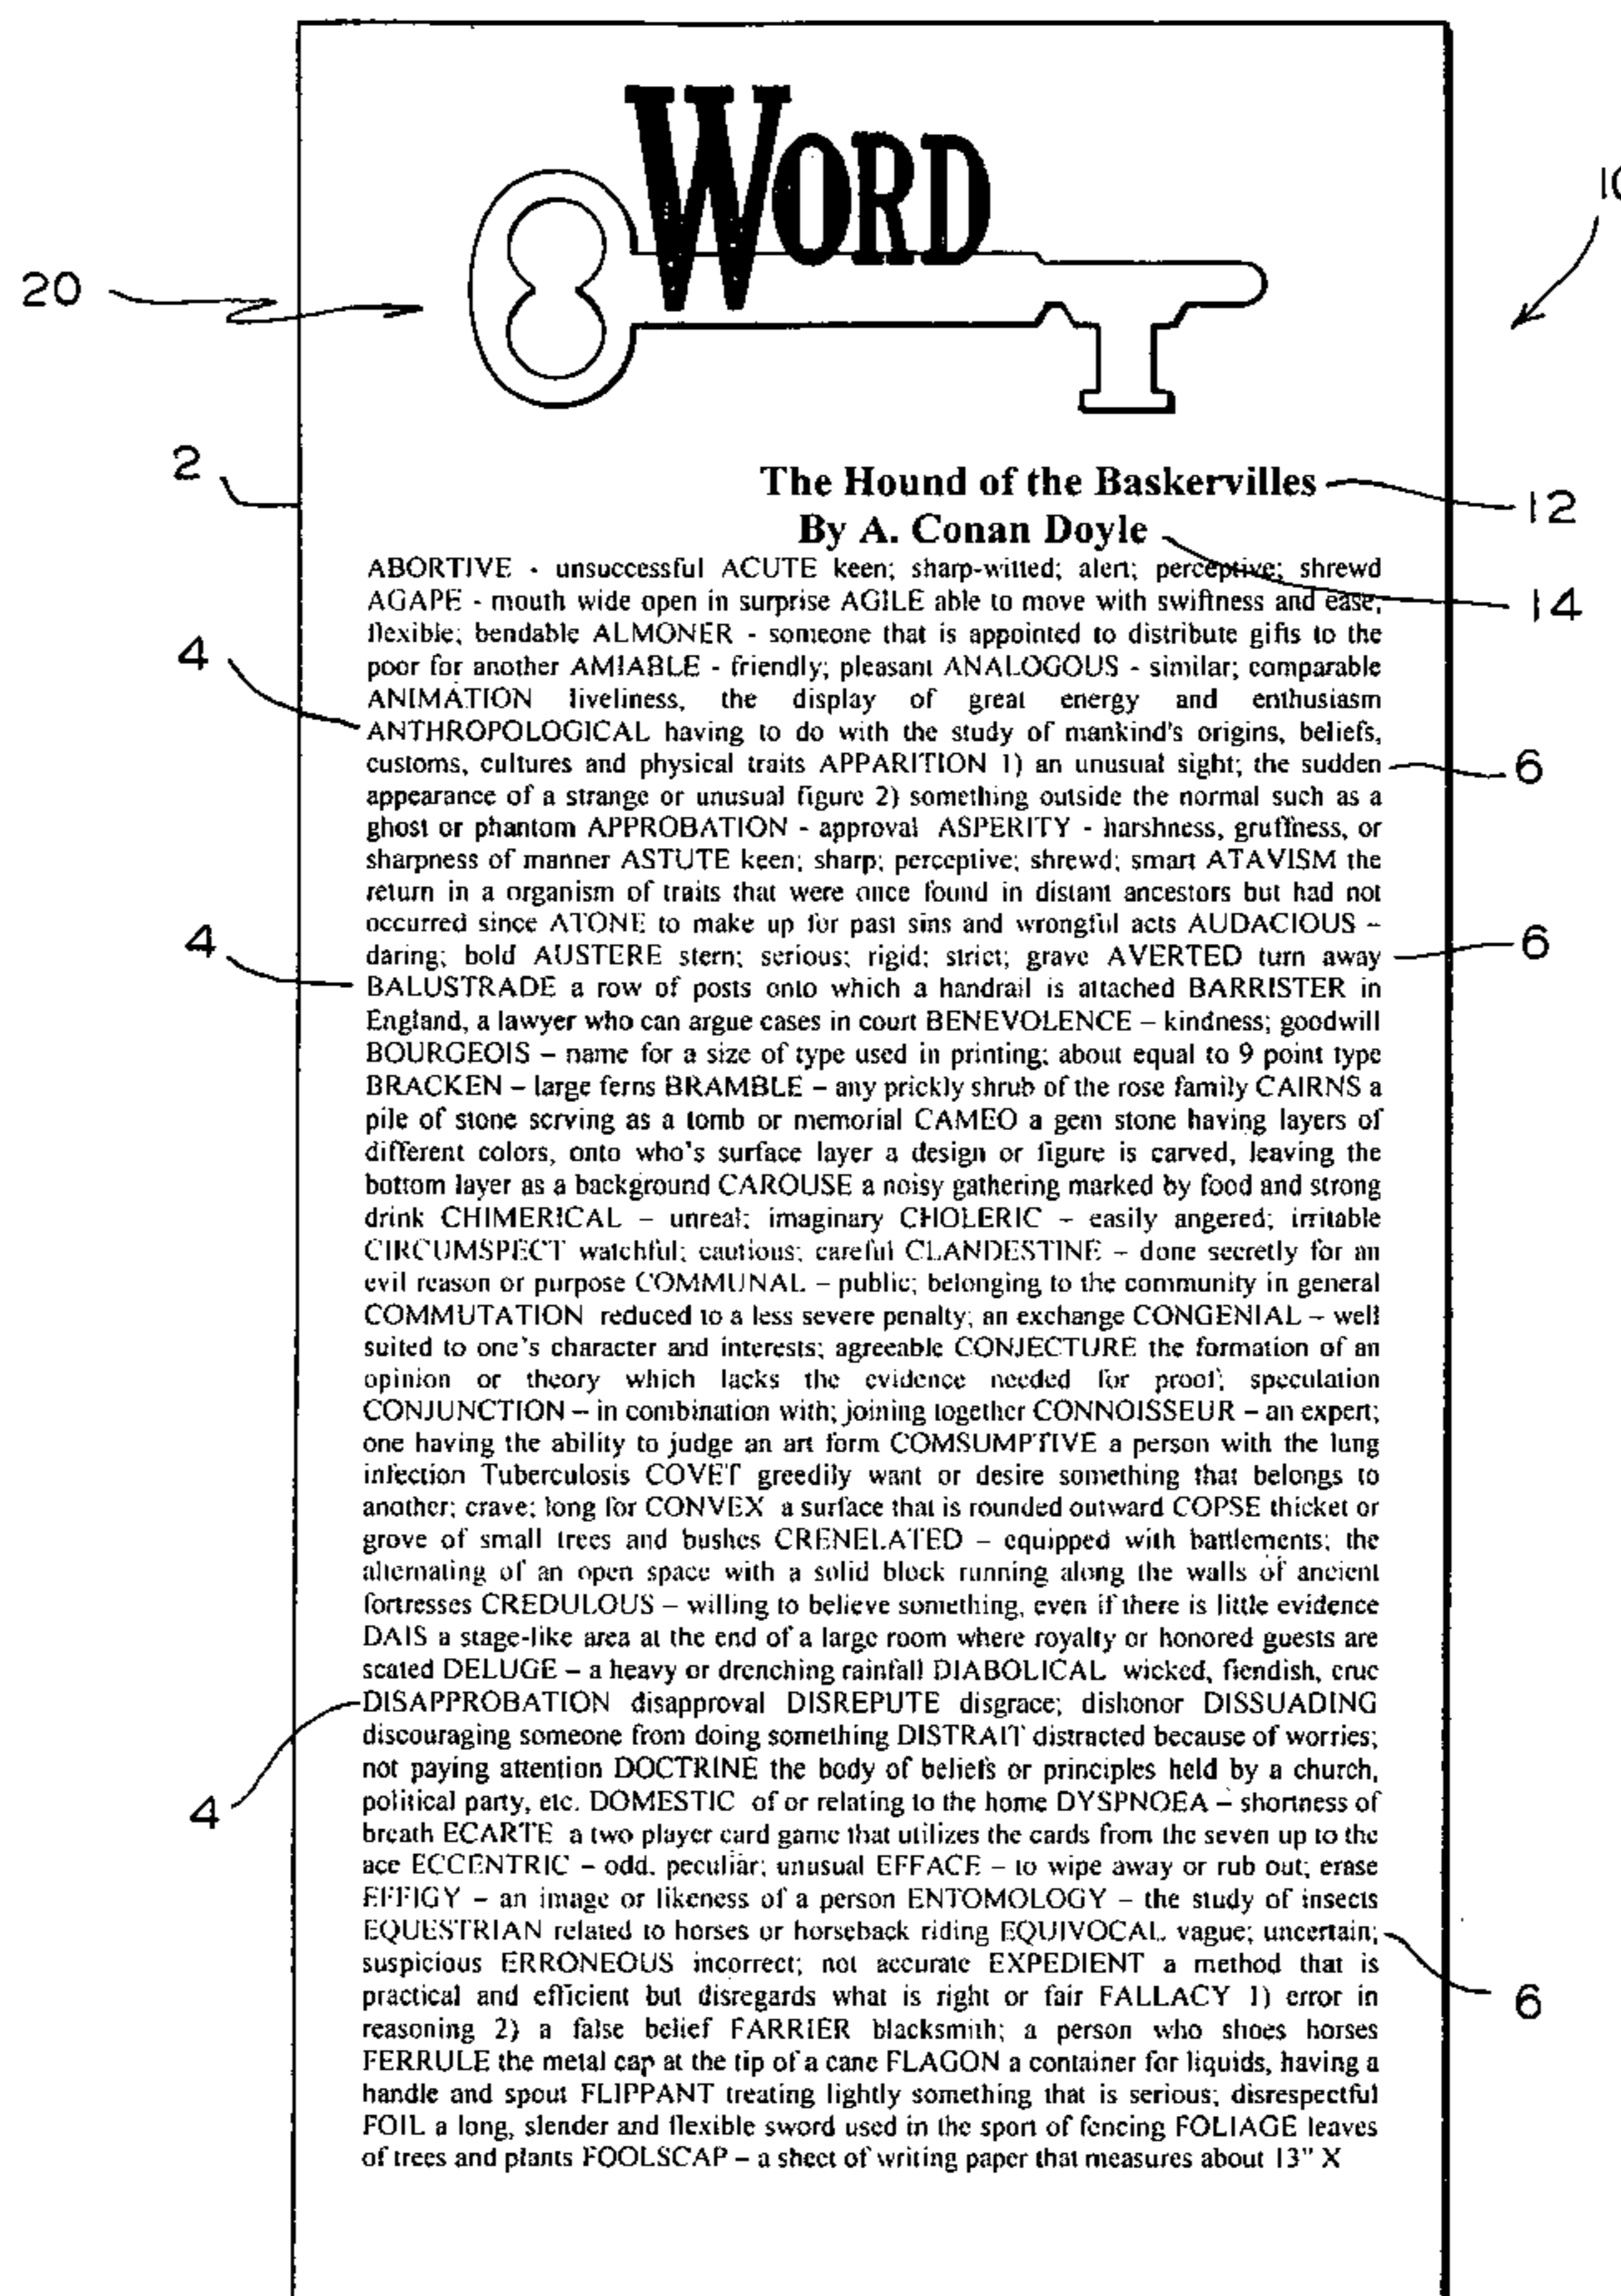 WORD
10
20
2
The Hound of the Baskervilles
12
By A. Conan Doyle
14
ABORTIVE - unsuccessful ACUTE keen; sharp-witted; alert; perceptive; shrewd
AGAPE - mouth wide open in surprise AGILE able to move with swiftness and ease;
flexible; bendable ALMONER - someone that is appointed to distribute gifts to the
4
poor for another AMIABLE - friendly; pleasant ANALOGOUS - similar; comparable
ANIMATION liveliness, the display of great energy and enthusiasm
ANTHROPOLOGICAL having to do with the study of mankind's origins, beliefs,
customs, cultures and physical traits APPARITION 1) an unusual sight; the sudden
6
appearance of a strange or unusual figure 2) something outside the normal such as a
ghost or phantom APPROBATION - approval ASPERITY - harshness, gruffness, or
sharpness of manner ASTUTE keen; sharp; perceptive; shrewd; smart ATAVISM the
return in a organism of traits that were once found in distant ancestors but had not
occurred since ATONE to make up for past sins and wrongful acts AUDACIOUS –
4
daring; bold AUSTERE stern; serious; rigid; strict; grave AVERTED turn away
6
BALUSTRADE a row of posts onto which a handrail is attached BARRISTER in
England, a lawyer who can argue cases in court BENEVOLENCE – kindness; goodwill
BOURGEOIS – name for a size of type used in printing; about equal to 9 point type
BRACKEN – large ferns BRAMBLE – any prickly shrub of the rose family CAIRNS a
pile of stone serving as a tomb or memorial CAMEO a gem stone having layers of
different colors, onto who's surface layer a design or figure is carved, leaving the
bottom layer as a background CAROUSE a noisy gathering marked by food and strong
drink CHIMERICAL – unreal; imaginary CHOLERIC – easily angered; irritable
CIRCUMSPECT watchful; cautious; careful CLANDESTINE – done secretly for an
evil reason or purpose COMMUNAL – public; belonging to the community in general
COMMUTATION reduced to a less severe penalty; an exchange CONGENIAL – well
suited to one's character and interests; agreeable CONJECTURE the formation of an
opinion or theory which lacks the evidence needed for proof; speculation
CONJUNCTION – in combination with; joining together CONNOISSEUR – an expert;
one having the ability to judge an art form COMSUMPTIVE a person with the lung
infection Tuberculosis COVET greedily want or desire something that belongs to
another; crave; long for CONVEX a surface that is rounded outward COPSE thicket or
grove of small trees and bushes CRENELATED – equipped with battlements; the
alternating of an open space with a solid block running along the walls of ancient
fortresses CREDULOUS – willing to believe something, even if there is little evidence
DAIS a stage-like area at the end of a large room where royalty or honored guests are
seated DELUGE – a heavy or drenching rainfall DIABOLICAL wicked, fiendish, crue
DISAPPROBATION disapproval DISREPUTE disgrace; dishonor DISSUADING
discouraging someone from doing something DISTRAIT distracted because of worries;
not paying attention DOCTRINE the body of beliefs or principles held by a church,
political party, etc. DOMESTIC of or relating to the home DYSPNOEA – shortness of
4
breath ECARTE a two player card game that utilizes the cards from the seven up to the
ace ECCENTRIC – odd. peculiar; unusual EFFACE – to wipe away or rub out; erase
EFFIGY – an image or likeness of a person ENTOMOLOGY – the study of insects
EQUESTRIAN related to horses or horseback riding EQUIVOCAL vague; uncertain;
suspicious ERRONEOUS incorrect; not accurate EXPEDIENT a method that is
practical and efficient but disregards what is right or fair FALLACY 1) error in
6
reasoning 2) a false belief FARRIER blacksmith; a person who shoes horses
FERRULE the metal cap at the tip of a cane FLAGON a container for liquids, having a
handle and spout FLIPPANT treating lightly something that is serious; disrespectful
FOIL a long, slender and flexible sword used in the sport of fencing FOLIAGE leaves
of trees and plants FOOLSCAP – a sheet of writing paper that measures about 13" X